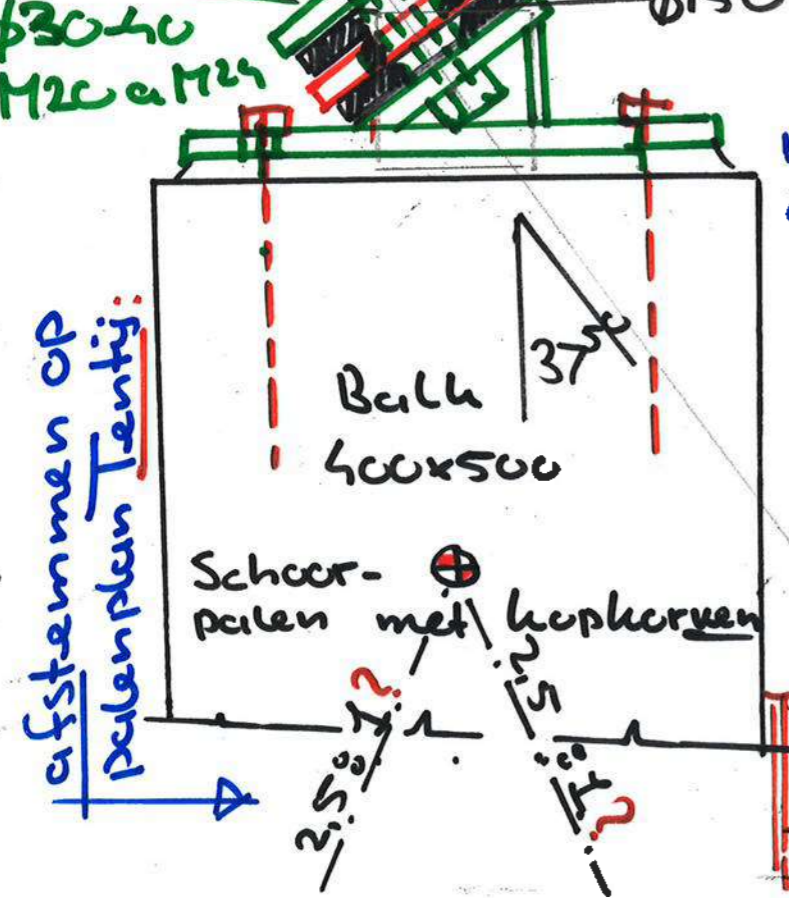 ø30-40
M20 a M24
ø150
37°
Balk
400x500
Schoor-
palen met kopkorven
afstemmen op
palenplan Tentij:
?
2.5:1
2.5:1
?